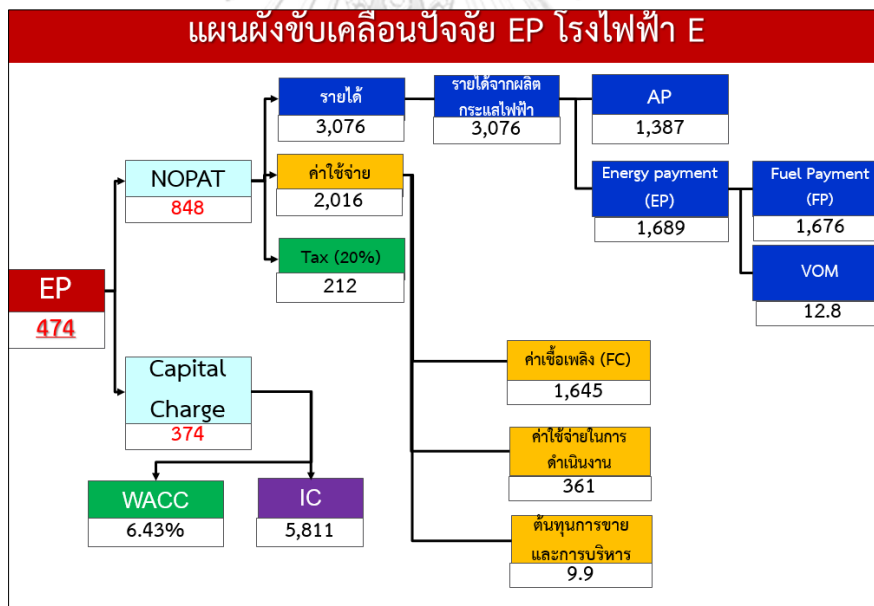 แผนผังขับเคลื่อนปัจจัย EP โรงไฟฟ้า E
รายได้
3,076
รายได้จากผลิต
กระแสไฟฟ้า
3,076
AP
1,387
NOPAT
848
ค่าใช้จ่าย
2,016
Energy payment
(EP)
1,689
Fuel Payment
(FP)
1,676
Tax (20%)
212
VOM
12.8
EP
474
Capital
Charge
374
ค่าเชื้อเพลิง (FC)
1,645
ค่าใช้จ่ายในการ
ดำเนินงาน
361
WACC
6.43%
IC
5,811
ต้นทุนการขาย
และการบริหาร
9.9